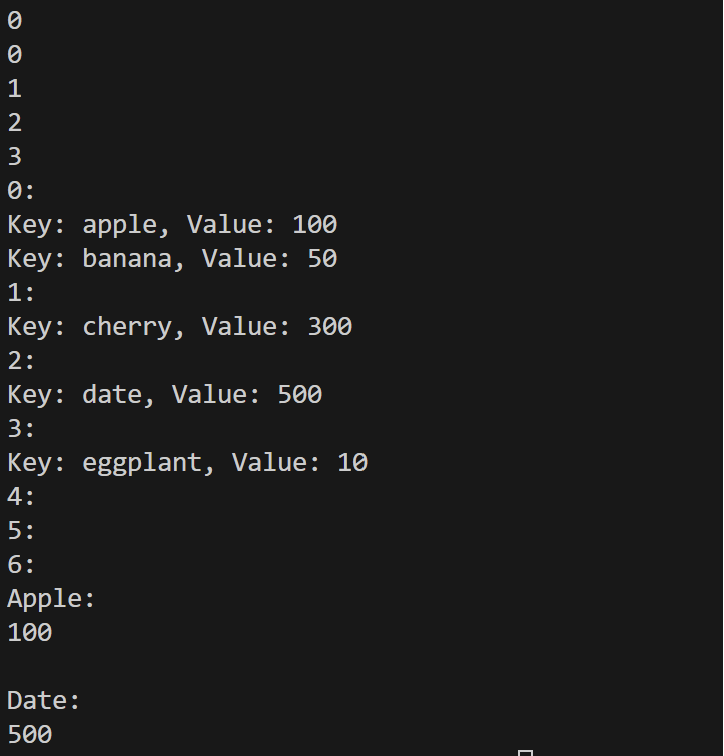 0
0
1
2
3
0:
Key: apple, Value: 100
Key: banana, Value: 50
1:
Key: cherry, Value: 300
2:
Key: date, Value: 500
3:
Key: eggplant, Value: 10
4:
5:
6:
Apple:
100

Date:
500